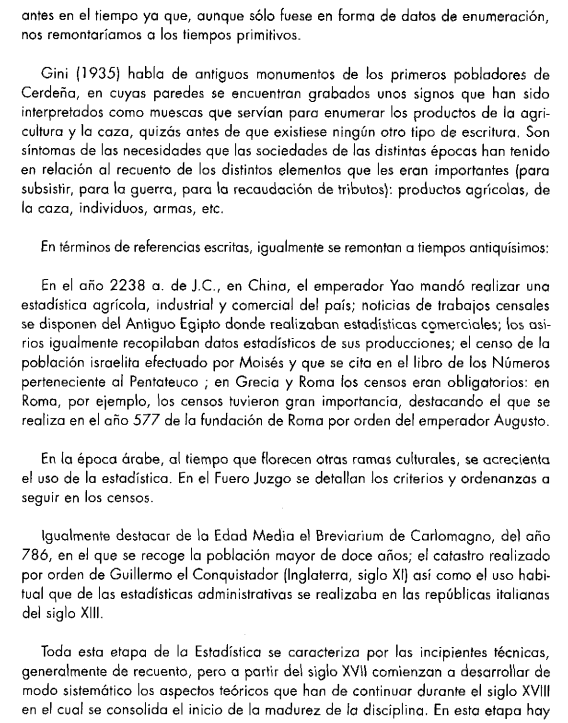 antes en el tiempo ya que, aunque sólo fuese en forma de datos de enumeración,
nos remontaríamos a los tiempos primitivos.
Gini (1935) habla de antiguos monumentos de los primeros pobladores de
Cerdeña, en cuyas paredes se encuentran grabados unos signos que han sido
interpretados como muescas que servían para enumerar los productos de la agri-
cultura y la caza, quizás antes de que existiese ningún otro tipo de escritura. Son
síntomas de las necesidades que las sociedades de las distintas épocas han tenido
en relación al recuento de los distintos elementos que les eran importantes (para
subsistir, para la guerra, para la recaudación de tributos): productos agrícolas, de
la caza, individuos, armas, etc.
En términos de referencias escritas, igualmente se remontan a tiempos antiquísimos:
En el año 2238 a. de J.C., en China, el emperador Yao mandó realizar una
estadística agrícola, industrial y comercial del país; noticias de trabajos censales
se disponen del Antiguo Egipto donde realizaban estadísticas comerciales; los asi-
rios igualmente recopilaban datos estadísticos de sus producciones; el censo de la
población israelita efectuado por Moisés y que se cita en el libro de los Números
perteneciente al Pentateuco ; en Grecia y Roma los censos eran obligatorios: en
Roma, por ejemplo, los censos tuvieron gran importancia, destacando el que se
realiza en el año 577 de la fundación de Roma por orden del emperador Augusto.
En la época árabe, al tiempo que florecen otras ramas culturales, se acrecienta
el uso de la estadística. En el Fuero Juzgo se detallan los criterios y ordenanzas a
seguir en los censos.
Igualmente destacar de la Edad Media el Breviarium de Carlomagno, del año
786, en el que se recoge la población mayor de doce años; el catastro realizado
por orden de Guillermo el Conquistador (Inglaterra, siglo XI) así como el uso habi-
tual que de las estadísticas administrativas se realizaba en las repúblicas italianas
del siglo XIII.
Toda esta etapa de la Estadística se caracteriza por las incipientes técnicas,
generalmente de recuento, pero a partir del siglo XVII comienzan a desarrollar de
modo sistemático los aspectos teóricos que han de continuar durante el siglo XVIII
en el cual se consolida el inicio de la madurez de la disciplina. En esta etapa hay